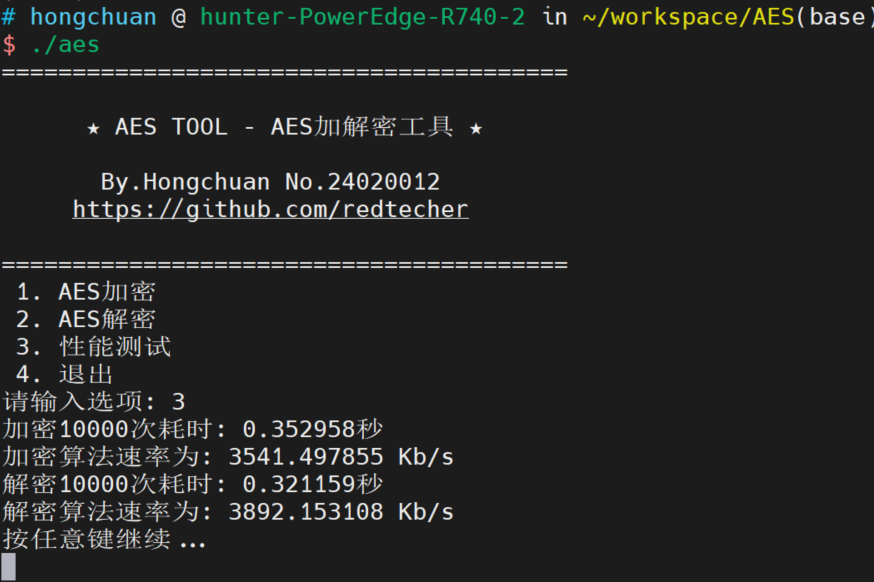 # hongchuan @ hunter-PowerEdge-R740-2 in ~/workspace/AES(base)
$ ./aes
========================================
★ AES TOOL - AES加解密工具 ★
By.Hongchuan No.24020012
https://github.com/redtecher
========================================
1. AES加密
2. AES解密
3. 性能测试
4. 退出
请输入选项: 3
加密10000次耗时: 0.352958秒
加密算法速率为: 3541.497855 Kb/s
解密10000次耗时: 0.321159秒
解密算法速率为: 3892.153108 Kb/s
按任意键继续...